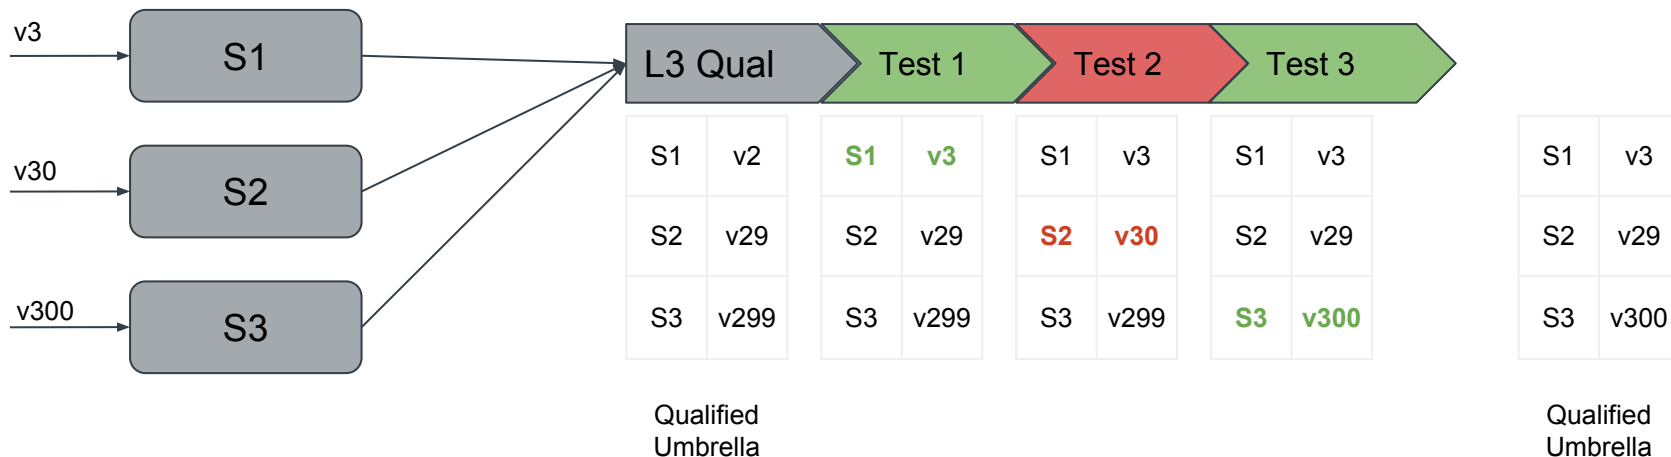 v3
S1
v30
S2
v300
S3
L3 Qual Test 1 Test 2 Test 3
S1 v2 S1 v3 S1 v3 S1 v3 S1 v3
S2 v29 S2 v29 S2 v30 S2 v29 S2 v29
S3 v299 S3 v299 S3 v299 S3 v300 S3 v300
Qualified Qualified
Umbrella Umbrella